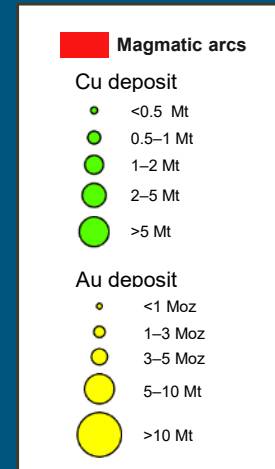 Magmatic arcs
Cu deposit
<0.5 Mt
0.5–1 Mt
1–2 Mt
2–5 Mt
>5 Mt
Au deposit
<1 Moz
1–3 Moz
3–5 Moz
5–10 Mt
>10 Mt